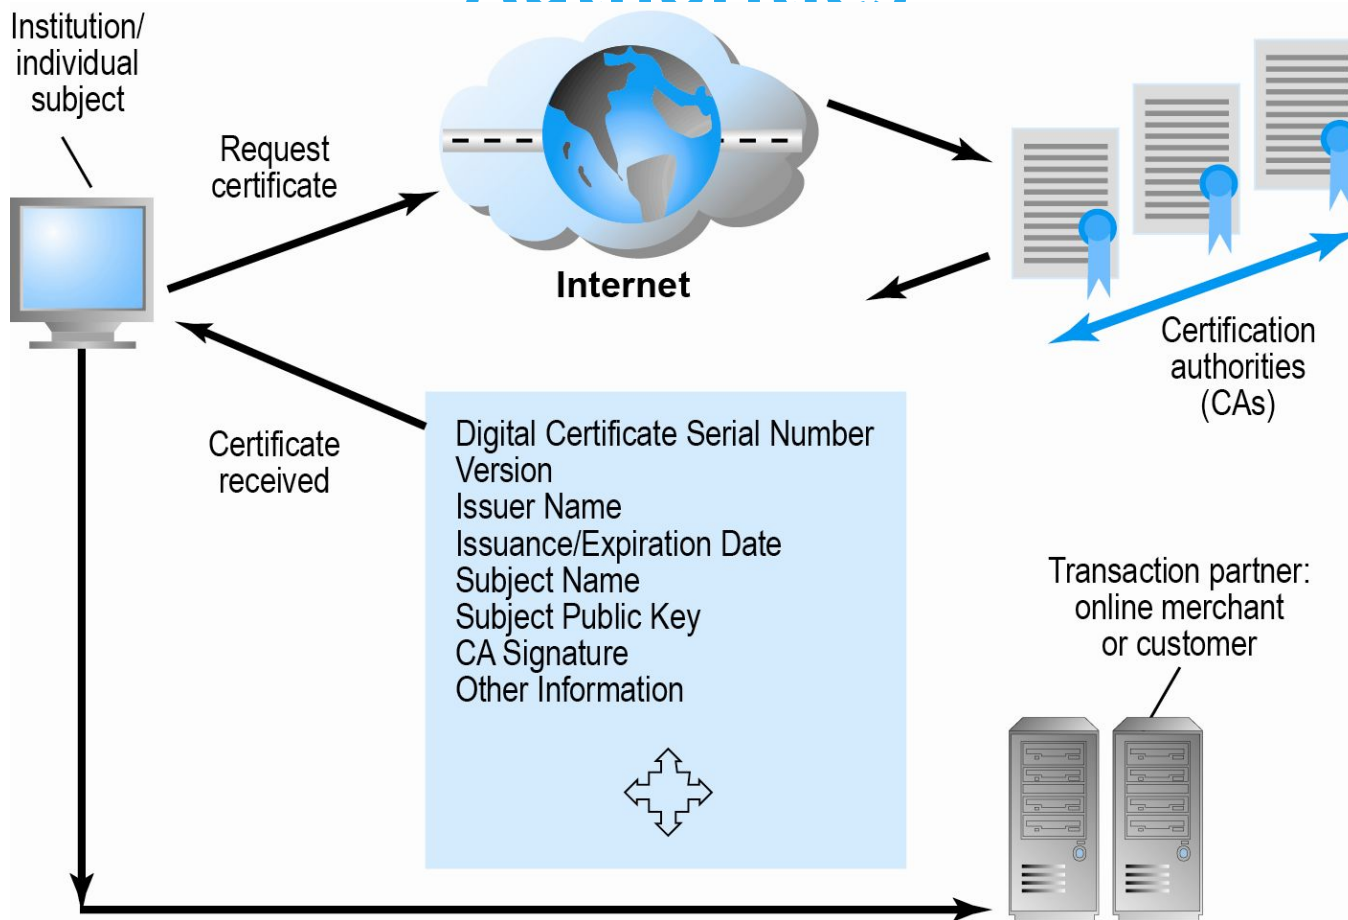 Institution/
individual
subject
Request
certificate
Internet
Certification
authorities
(CAs)
Certificate
received
Digital Certificate Serial Number
Version
Issuer Name
Issuance/Expiration Date
Subject Name
Subject Public Key
CA Signature
Other Information
Transaction partner:
online merchant
or customer